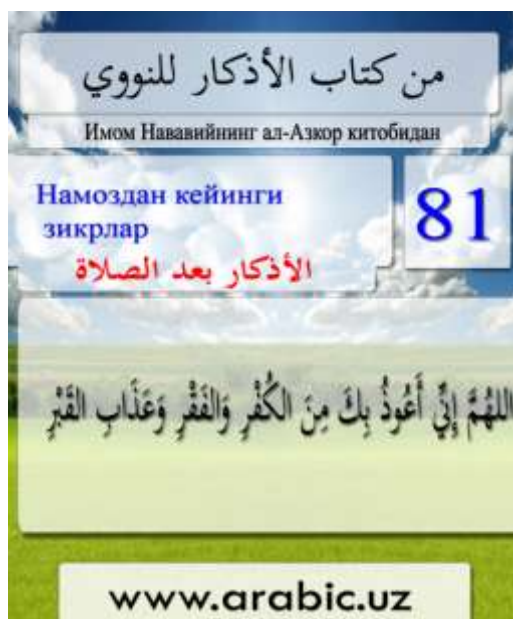 من كتاب الأذكار للنووي
Имом Нававийнинг ал-Азкор китобидан
Намоздан кейинги
зикрлар
81
الأذكار بعد الصلاة
اللهُمَّ إِنِّي أَعُوذُ بِكَ مِنَ الكُفْرِ وَالفَقْرِ وَعَذَابِ القَبْرِ
www.arabic.uz